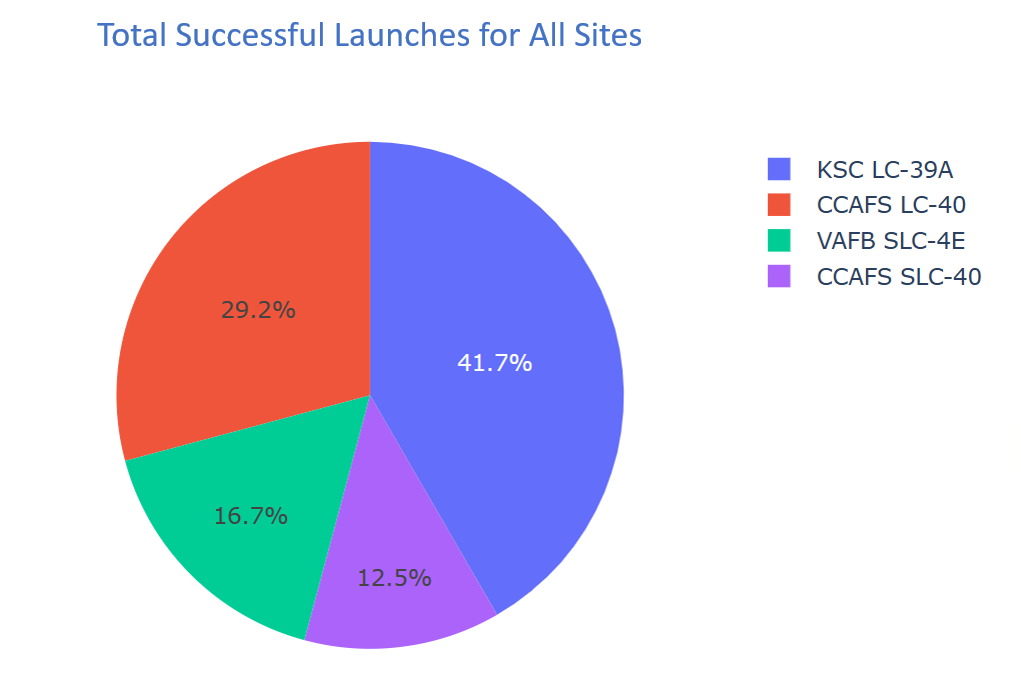 Total Successful Launches for All Sites
KSC LC-39A
CCAFS LC-40
VAFB SLC-4E
CCAFS SLC-40
29.2%
41.7%
16.7%
12.5%